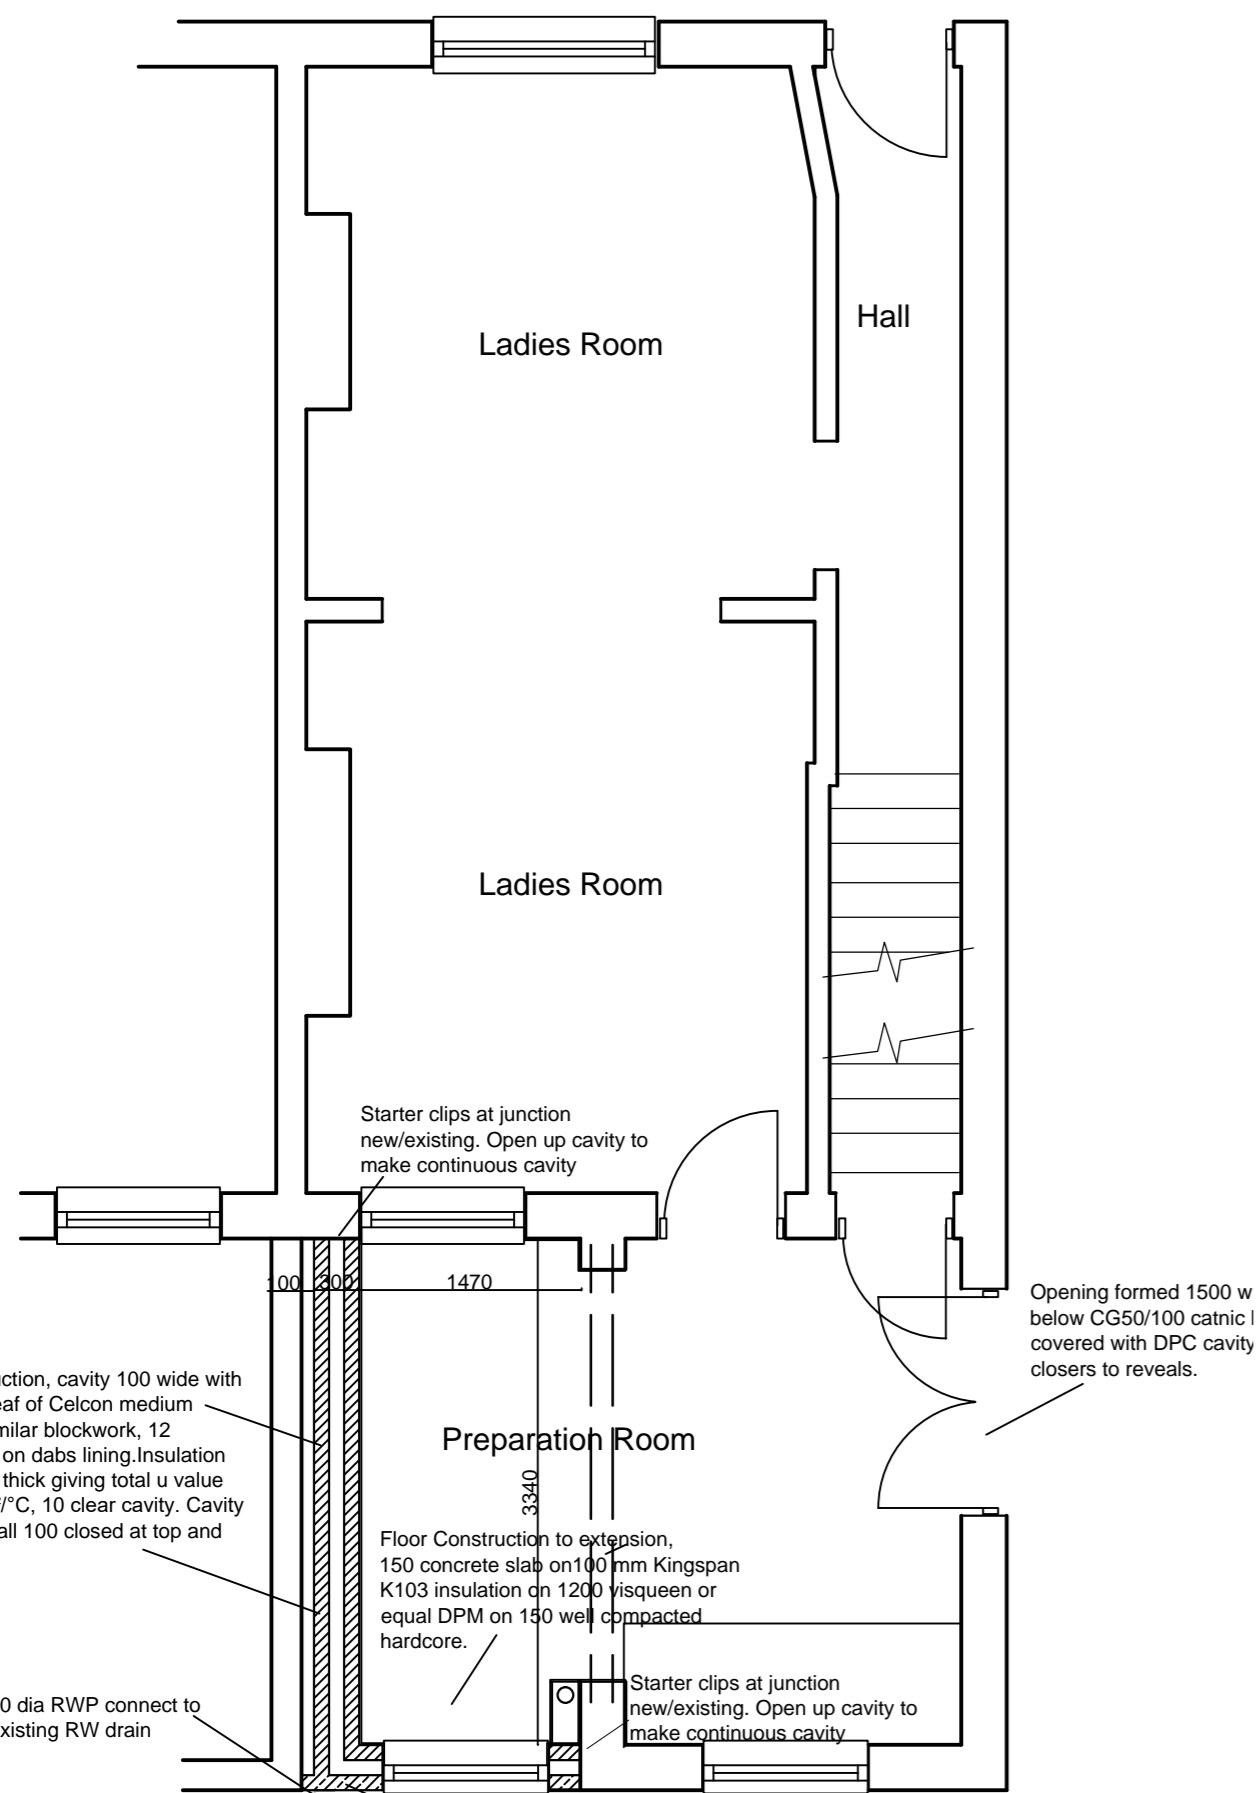 Hall
Ladies Room
Ladies Room
Starter clips at junction
new/existing. Open up cavity to
make continuous cavity
100
300
1470
Opening formed 1500 w
below CG50/100 catnic
covered with DPC cavity
closers to reveals.
uction, cavity 100 wide with
eaf of Celcon medium
milar blockwork, 12
on dabs lining.Insulation
thick giving total u value
/°C, 10 clear cavity. Cavity
all 100 closed at top and
Preparation Room
3340
Floor Construction to extension,
150 concrete slab on100 mm Kingspan
K103 insulation on 1200 visqueen or
equal DPM on 150 well compacted
hardcore.
Starter clips at junction
new/existing. Open up cavity to
make continuous cavity
0 dia RWP connect to
xisting RW drain